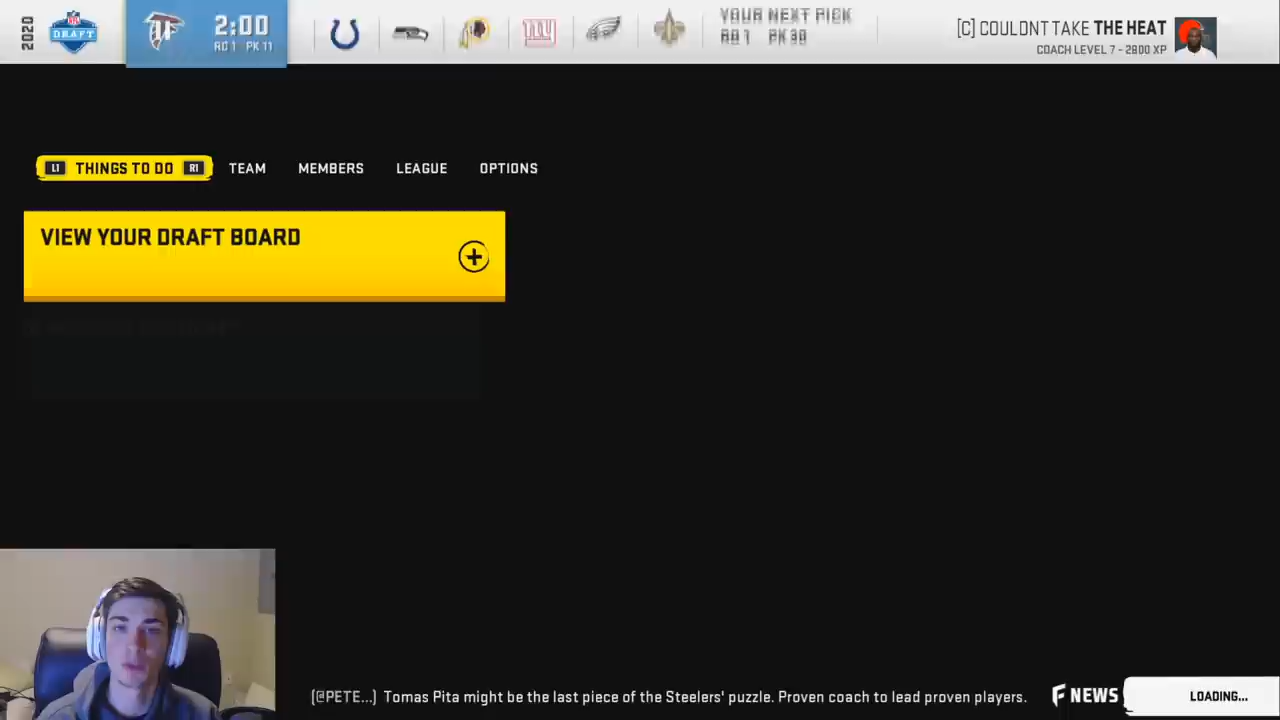 2020
NFL
DRAFT
2:00
RD 1 PK 11
YOUR NEXT PICK
RD 1 PK 30
[C] COULDNT TAKE THE HEAT
COACH LEVEL 7 - 2800 XP
L1 THINGS TO DO R1 TEAM MEMBERS LEAGUE OPTIONS
VIEW YOUR DRAFT BOARD
(@PETE...) Tomas Pita might be the last piece of the Steelers' puzzle. Proven coach to lead proven players.
NEWS
LOADING...